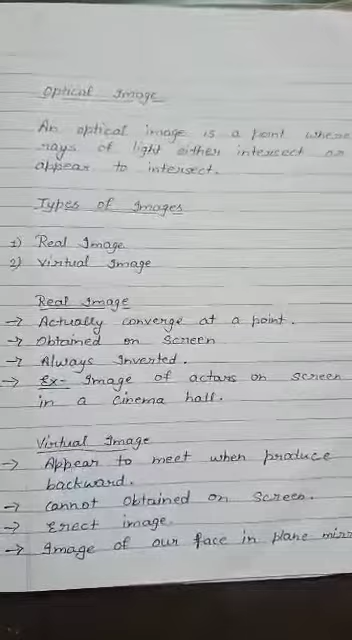 Optical Image
An optical image is a point where
rays of light either intersect or
appear to intersect.
Types of Images
1) Real Image
2) Virtual Image
Real Image
→ Actually converge at a point.
→ Obtained on Screen
→ Always Inverted.
→ Ex- Image of actars on screen
in a cinema hall.
Virtual Image
→ Appear to meet when produce
backward.
→ cannot obtained on screen.
→ Erect image.
→ Image of our face in plane